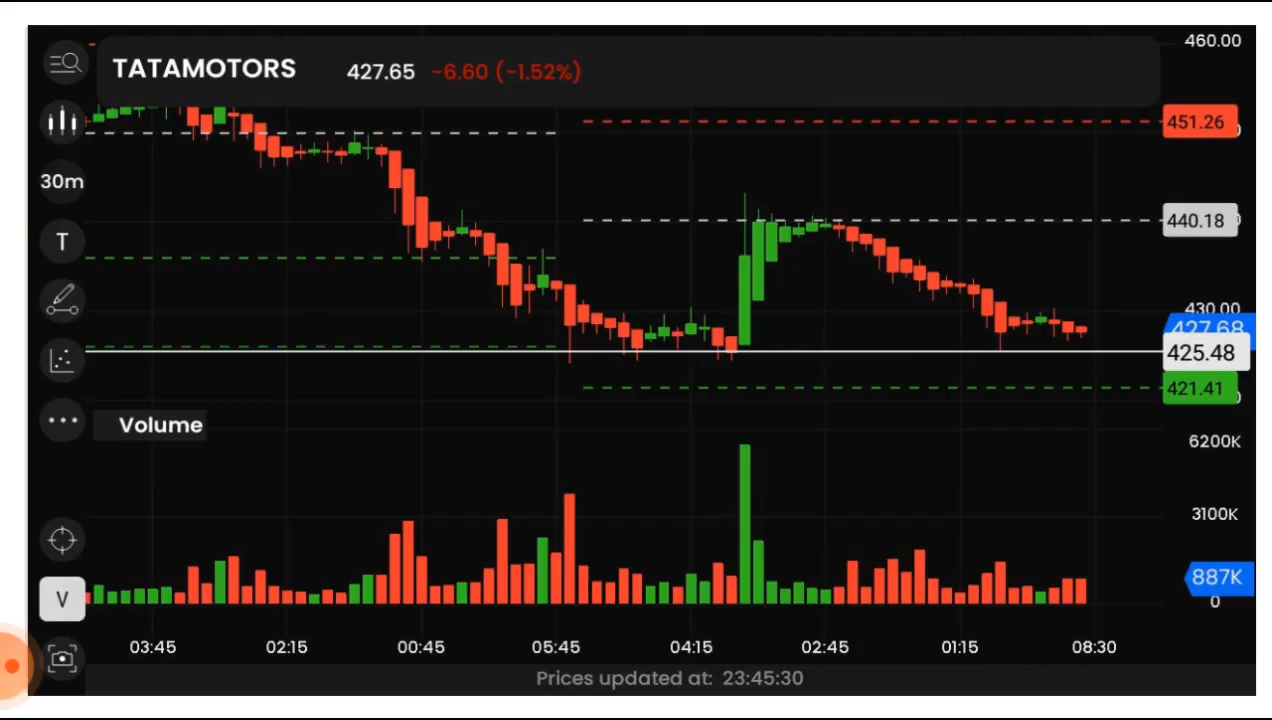 TATAMOTORS 427.65 -6.60 (-1.52%)
460.00
451.26
30m
440.18
T
430.00
427.68
425.48
421.41
Volume
6200K
3100K
887K
V
0
03:45 02:15 00:45 05:45 04:15 02:45 01:15 08:30
Prices updated at: 23:45:30